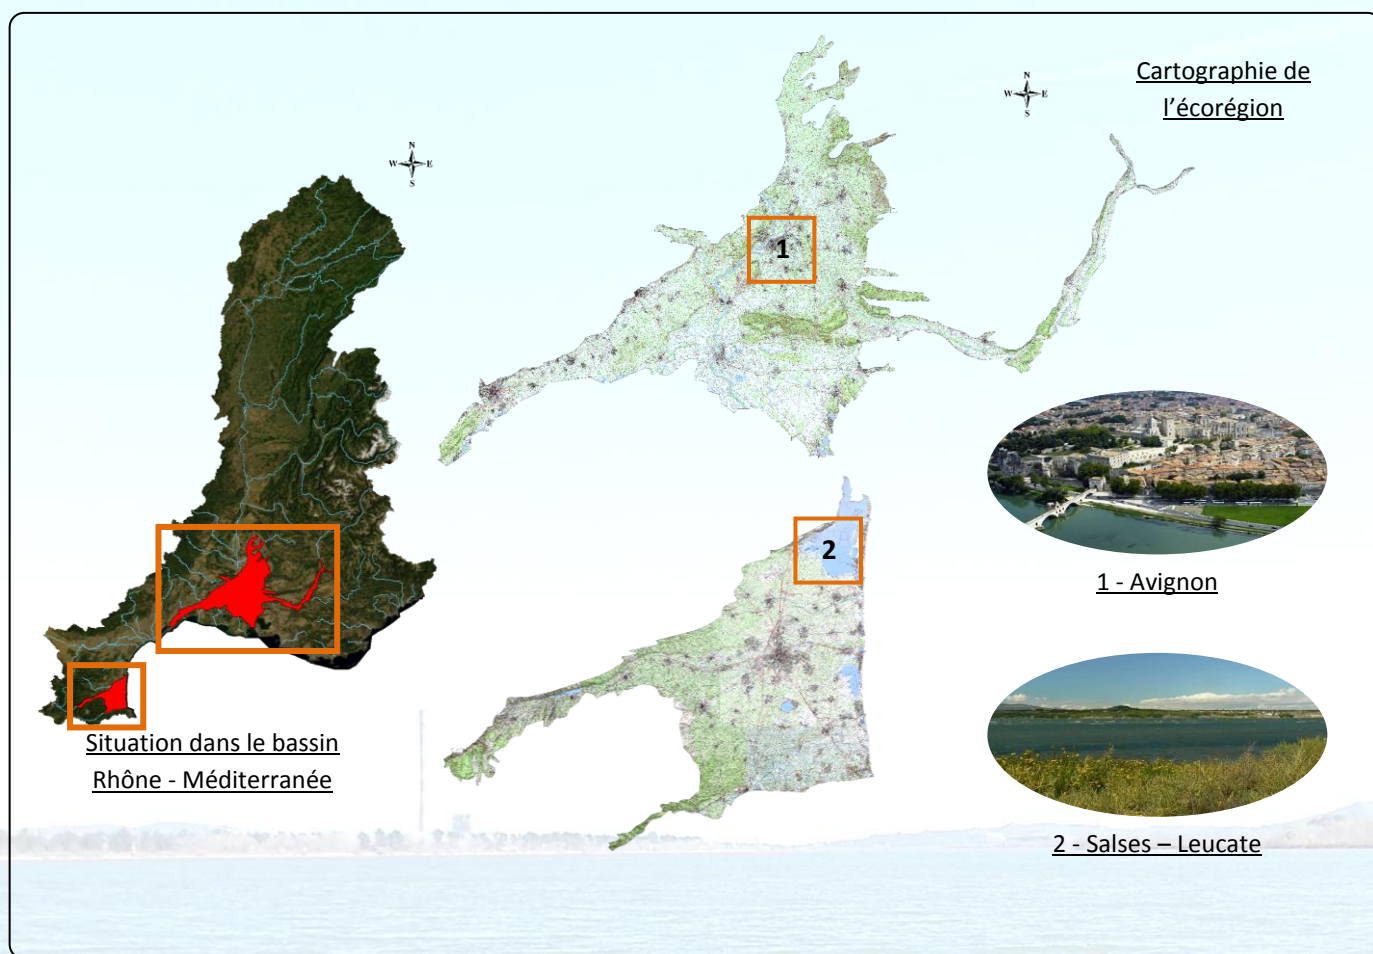 Cartographie de
l'écorégion
N
W E
S
N
W E
S
1
2
1 - Avignon
2 - Salses – Leucate
Situation dans le bassin
Rhône - Méditerranée